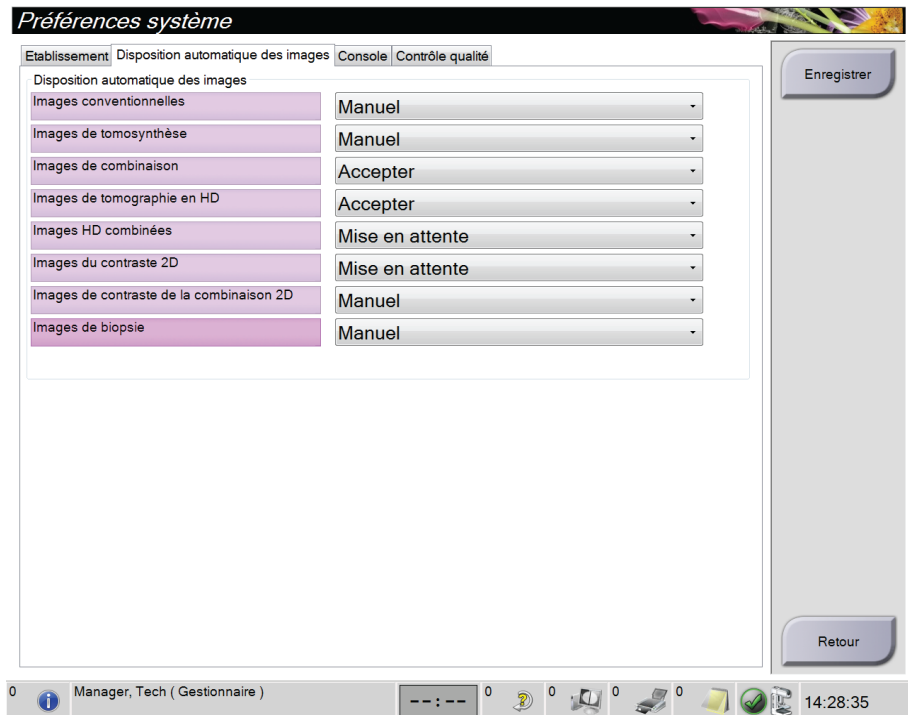 Préférences système
Etablissement Disposition automatique des images Console Contrôle qualité
Enregistrer
Disposition automatique des images
Images conventionnelles Manuel
Images de tomosynthèse Manuel
Images de combinaison Accepter
Images de tomographie en HD Accepter
Images HD combinées Mise en attente
Images du contraste 2D Mise en attente
Images de contraste de la combinaison 2D Manuel
Images de biopsie Manuel
Retour
0 Manager, Tech ( Gestionnaire ) --:-- 0 0 0 0 14:28:35